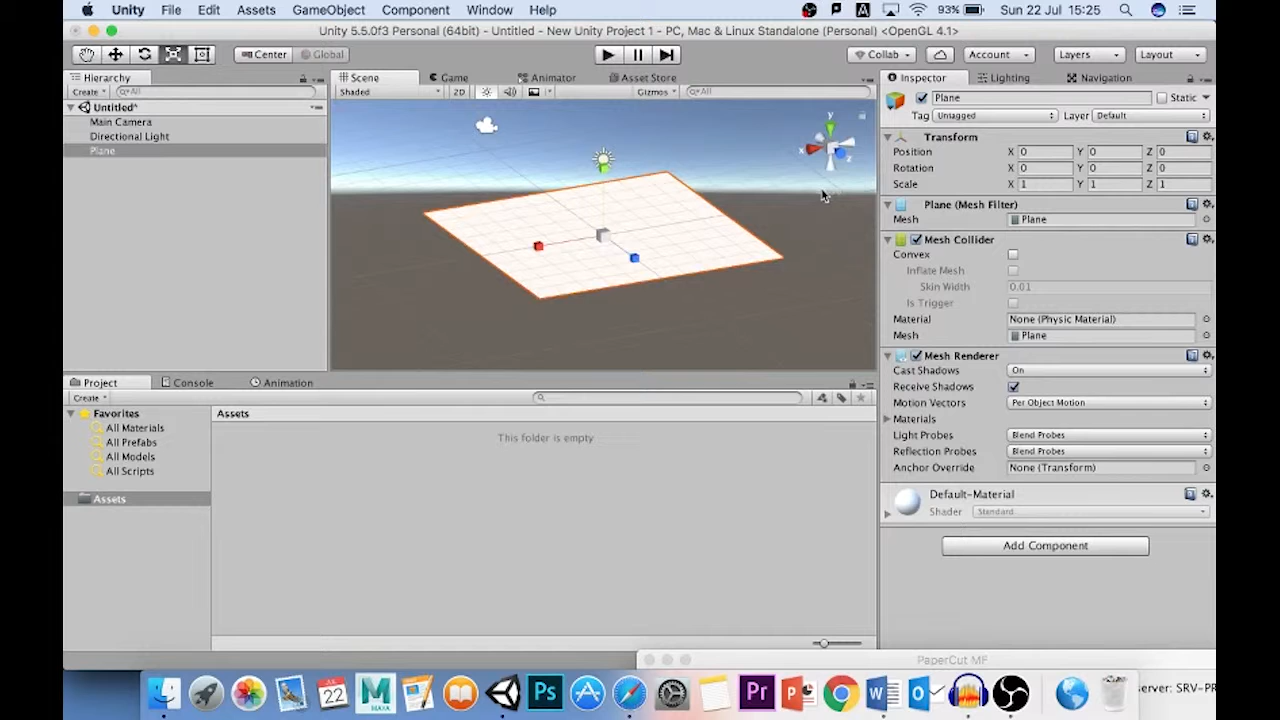 Unity File Edit Assets GameObject Component Window Help 93% Sun 22 Jul 15:25
Unity 5.5.0f3 Personal (64bit) - Untitled - New Unity Project 1 - PC, Mac & Linux Standalone (Personal) <OpenGL 4.1>
Center Global Collab Account Layers Layout
Hierarchy
Create All
Untitled*
Main Camera
Directional Light
Plane
Scene Game Animator Asset Store
Shaded 2D Gizmos All
y
x
z
Inspector Lighting Navigation
Plane Static
Tag Untagged Layer Default
Transform
Position X 0 Y 0 Z 0
Rotation X 0 Y 0 Z 0
Scale X 1 Y 1 Z 1
Plane (Mesh Filter)
Mesh Plane
Mesh Collider
Convex
Inflate Mesh
Skin Width 0.01
Is Trigger
Material None (Physic Material)
Mesh Plane
Mesh Renderer
Cast Shadows On
Receive Shadows
Motion Vectors Per Object Motion
Materials
Light Probes Blend Probes
Reflection Probes Blend Probes
Anchor Override None (Transform)
Default-Material
Shader Standard
Add Component
Project Console Animation
Create
Favorites
All Materials
All Prefabs
All Models
All Scripts
Assets
Assets
This folder is empty
PaperCut MF
erver: SRV-PR
JUL
22
MAYA
Ps
Pr